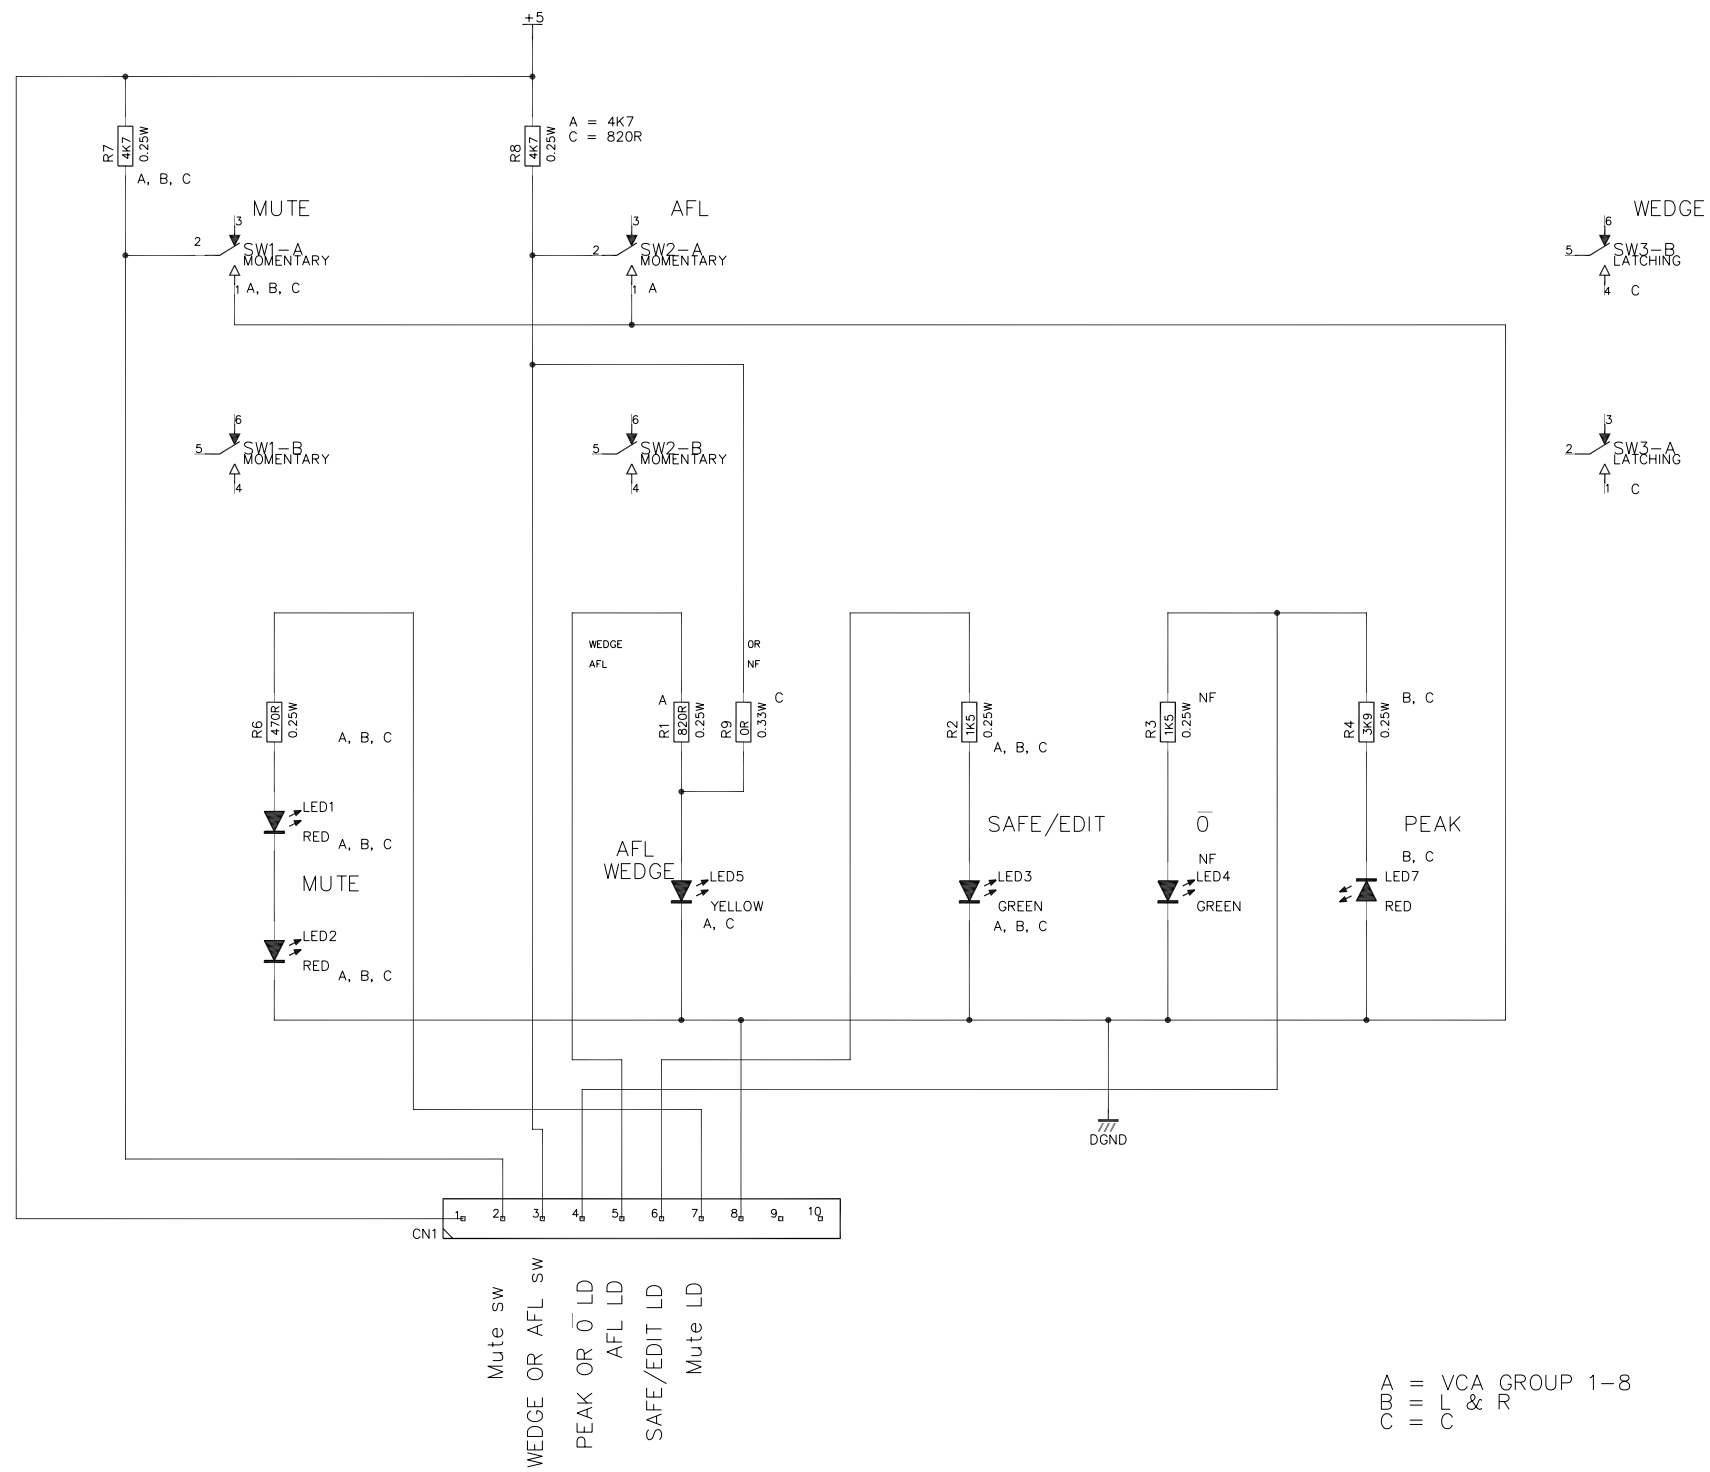 +5
R7 4K7 0.25W
A, B, C
R8 4K7 0.25W
A = 4K7
C = 820R
MUTE
3
2
SW1-A
MOMENTARY
1 A, B, C
AFL
3
2
SW2-A
MOMENTARY
1 A
WEDGE
6
5
SW3-B
LATCHING
4 C
6
5
SW1-B
MOMENTARY
4
6
5
SW2-B
MOMENTARY
4
3
2
SW3-A
LATCHING
1 C
WEDGE 0R
AFL NF
R6 470R 0.25W
A, B, C
A
R1 820R 0.25W
C
R9 0R 0.33W
R2 1K5 0.25W
A, B, C
NF
R3 1K5 0.25W
B, C
R4 3K9 0.25W
LED1
RED A, B, C
MUTE
LED2
RED A, B, C
AFL
WEDGE
LED5
YELLOW
A, C
SAFE/EDIT
LED3
GREEN
A, B, C
0
NF
LED4
GREEN
PEAK
B, C
LED7
RED
DGND
1 2 3 4 5 6 7 8 9 10
CN1
Mute sw
WEDGE OR AFL sw
PEAK OR 0 LD
AFL LD
SAFE/EDIT LD
Mute LD
A = VCA GROUP 1-8
B = L & R
C = C